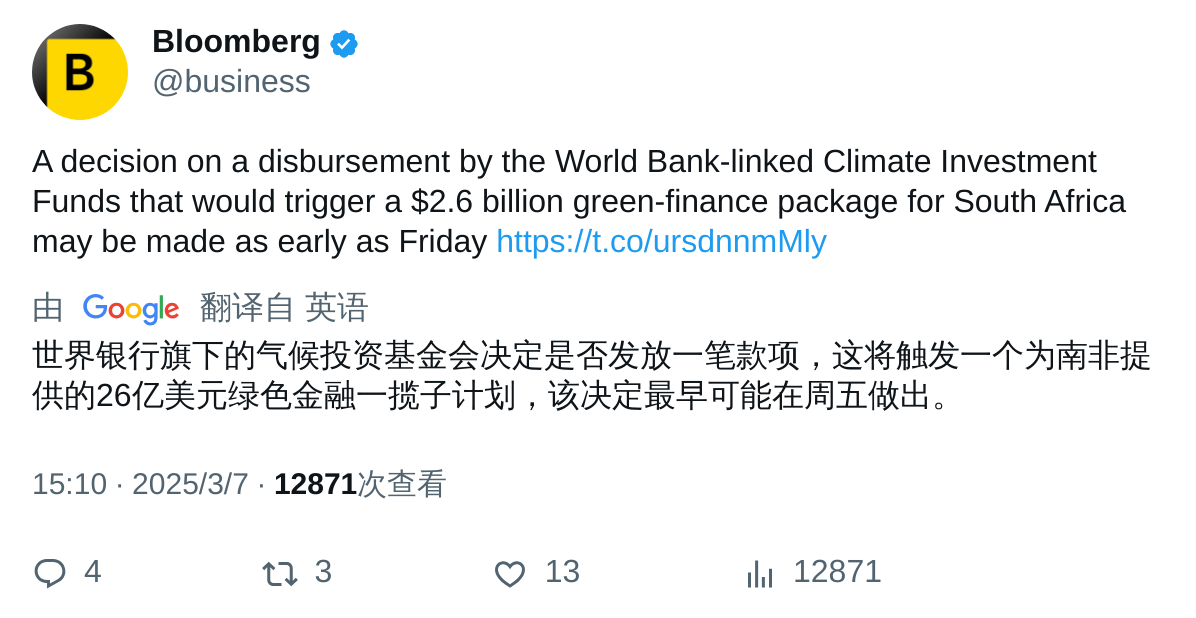 B
Bloomberg
@business
A decision on a disbursement by the World Bank-linked Climate Investment
Funds that would trigger a $2.6 billion green-finance package for South Africa
may be made as early as Friday https://t.co/ursdnnmMly
由 Google 翻译自 英语
世界银行旗下的气候投资基金会决定是否发放一笔款项，这将触发一个为南非提
供的26亿美元绿色金融一揽子计划，该决定最早可能在周五做出。
15:10 · 2025/3/7 · 12871次查看
4 3 13 12871